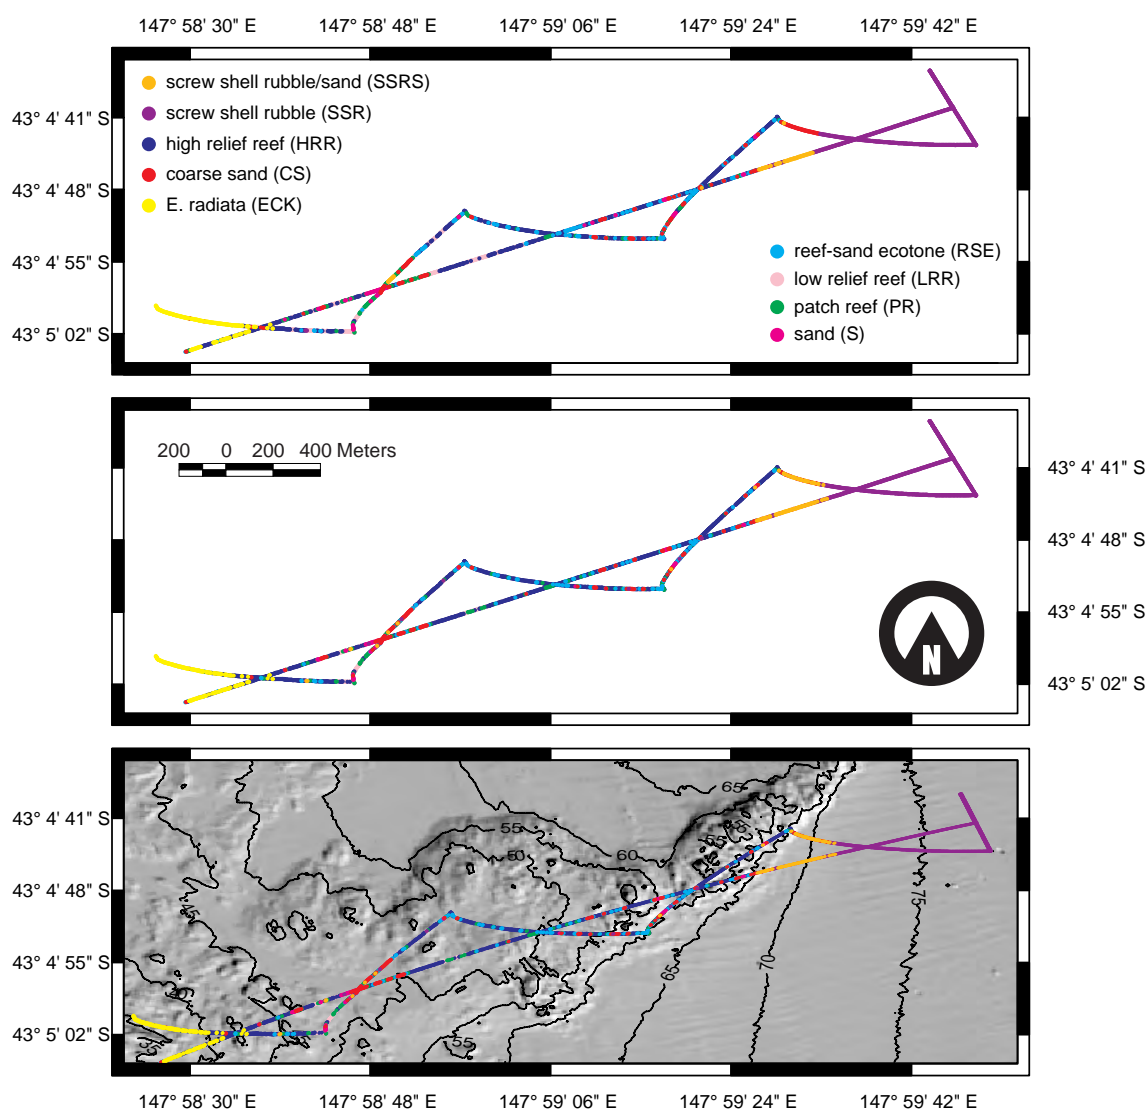 147° 58' 30" E 147° 58' 48" E 147° 59' 06" E 147° 59' 24" E 147° 59' 42" E
screw shell rubble/sand (SSRS)
screw shell rubble (SSR)
high relief reef (HRR)
coarse sand (CS)
E. radiata (ECK)
reef-sand ecotone (RSE)
low relief reef (LRR)
patch reef (PR)
sand (S)
43° 4' 41" S
43° 4' 48" S
43° 4' 55" S
43° 5' 02" S
200 0 200 400 Meters
N
43° 4' 41" S
43° 4' 48" S
43° 4' 55" S
43° 5' 02" S
43° 4' 41" S
43° 4' 48" S
43° 4' 55" S
43° 5' 02" S
65
55
60
50
45
75
70
65
55
147° 58' 30" E 147° 58' 48" E 147° 59' 06" E 147° 59' 24" E 147° 59' 42" E